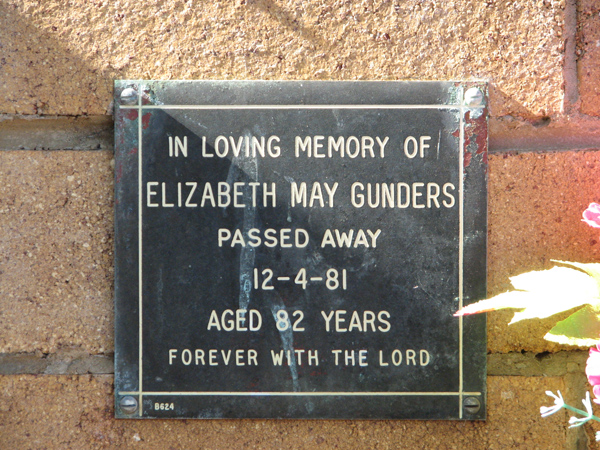 IN LOVING MEMORY OF
ELIZABETH MAY GUNDERS
PASSED AWAY
12-4-81
AGED 82 YEARS
FOREVER WITH THE LORD
B624